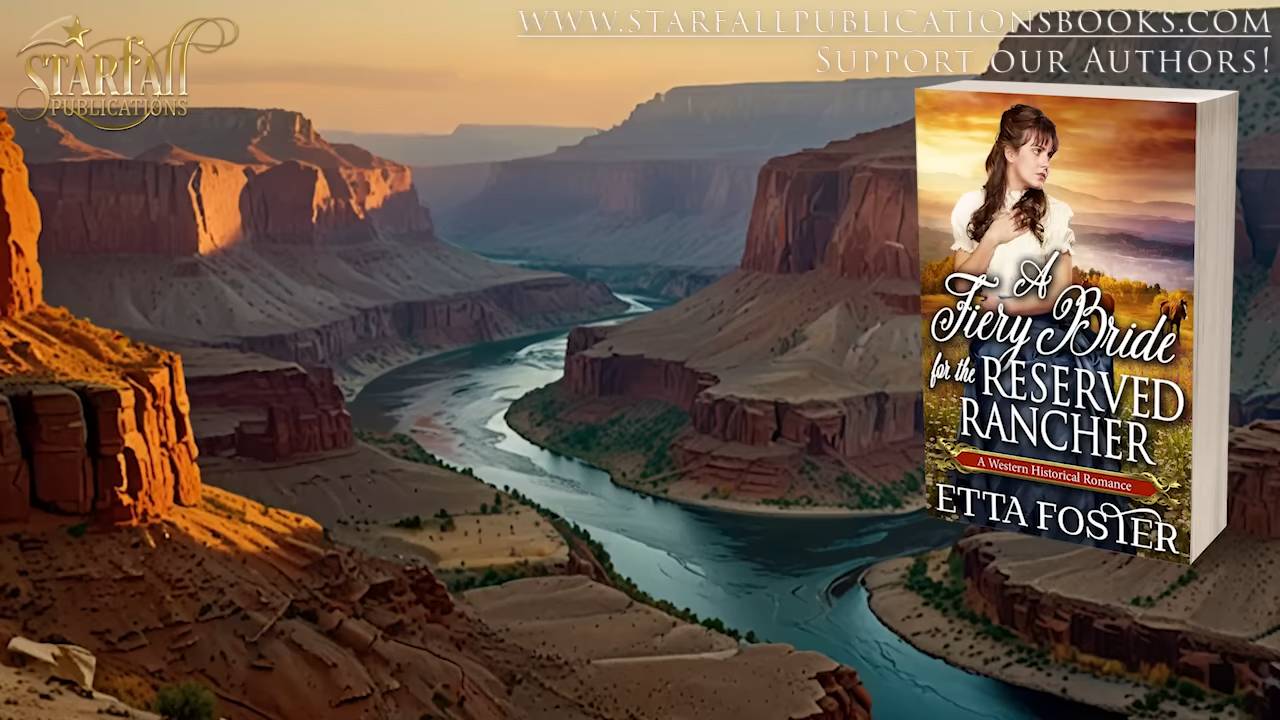 STARfall
PUBLICATIONS
WWW.STARFALLPUBLICATIONSBOOKS.COM
SUPPORT OUR AUTHORS!
A
Fiery Bride
for the RESERVED
RANCHER
A Western Historical Romance
ETTA FOSTER